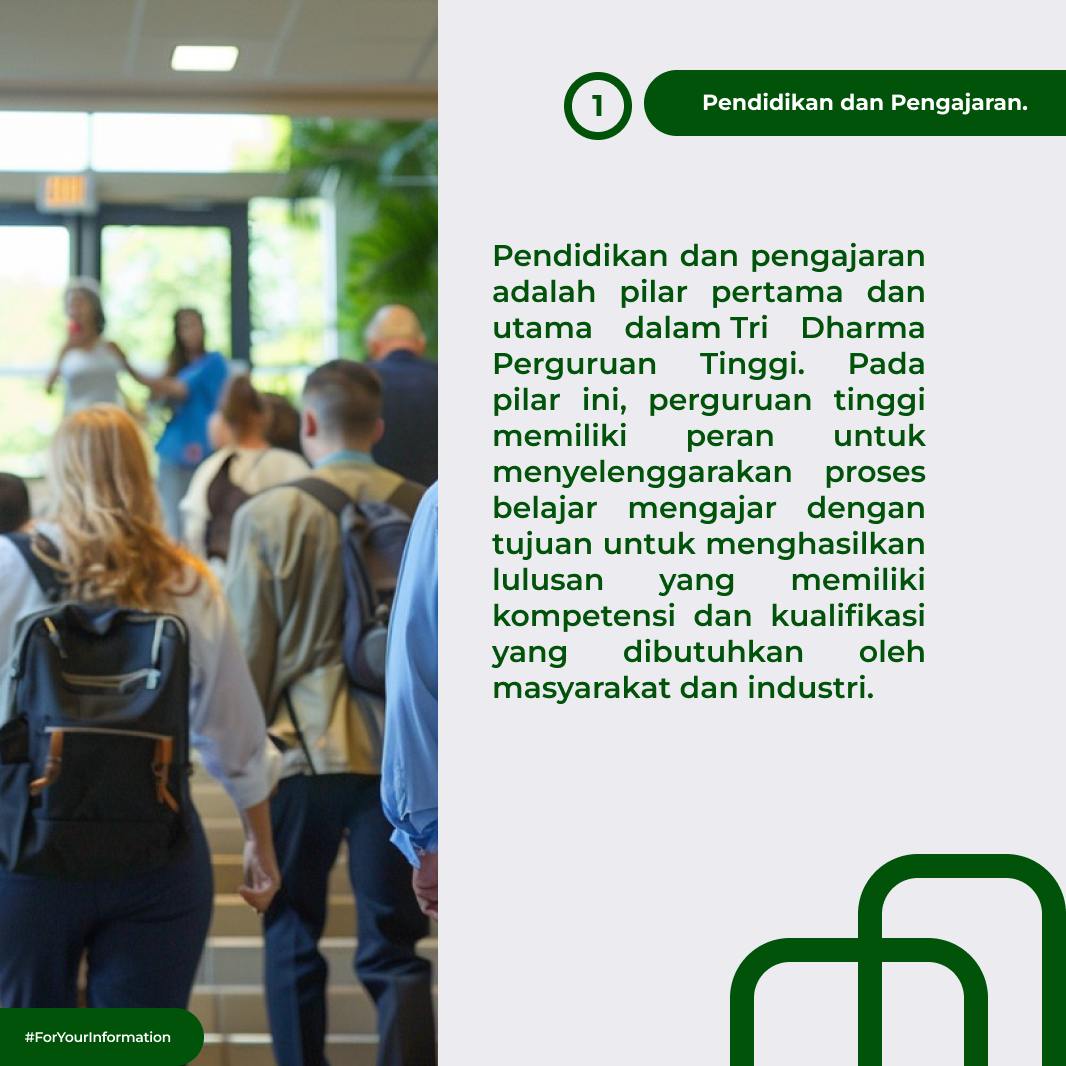 1
Pendidikan dan Pengajaran.
Pendidikan dan pengajaran
adalah pilar pertama dan
utama dalam Tri Dharma
Perguruan Tinggi. Pada
pilar ini, perguruan tinggi
memiliki peran untuk
menyelenggarakan proses
belajar mengajar dengan
tujuan untuk menghasilkan
lulusan yang memiliki
kompetensi dan kualifikasi
yang dibutuhkan oleh
masyarakat dan industri.
#ForYourInformation